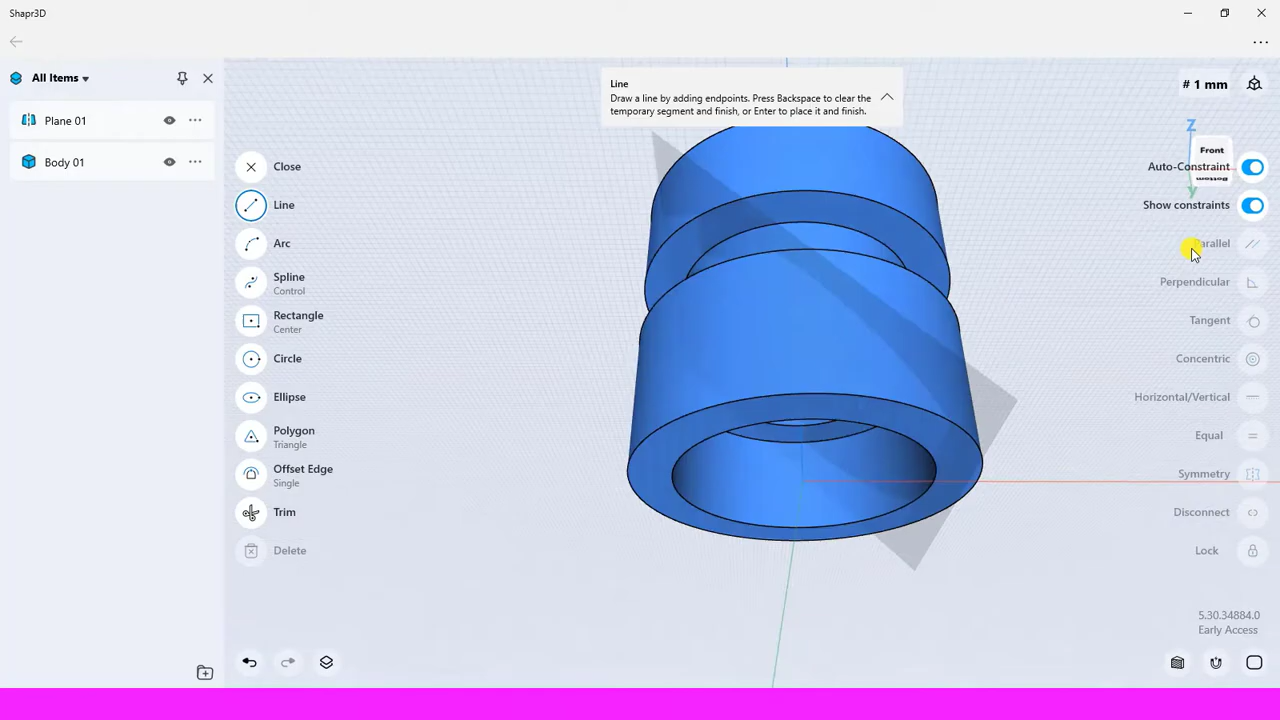 Shapr3D
All Items
Plane 01
Body 01
Close
Line
Arc
Spline
Control
Rectangle
Center
Circle
Ellipse
Polygon
Triangle
Offset Edge
Single
Trim
Delete
Line
Draw a line by adding endpoints. Press Backspace to clear the
temporary segment and finish, or Enter to place it and finish.
# 1 mm
Z
Front
Bottom
Y
Auto-Constraint
Show constraints
Parallel
Perpendicular
Tangent
Concentric
Horizontal/Vertical
Equal
Symmetry
Disconnect
Lock
5.30.34884.0
Early Access